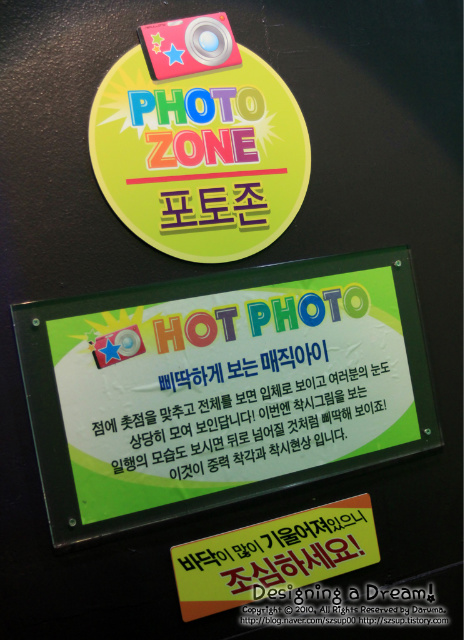 PHOTO
ZONE
포토존
HOT PHOTO
삐딱하게 보는 매직아이
점에 촛점을 맞추고 전체를 보면 입체로 보이고 여러분의 눈도
상당히 모여 보인답니다! 이번엔 착시그림을 보는
일행의 모습도 보시면 뒤로 넘어질 것처럼 삐딱해 보이죠!
이것이 중력 착각과 착시현상 입니다.
바닥이 많이 기울어져있으니
조심하세요!
Designing a Dream!
Copyright © 2010. All Rights Reserved by Daruma.
http://blog.naver.com/szsup00 http://szsup.tistory.com